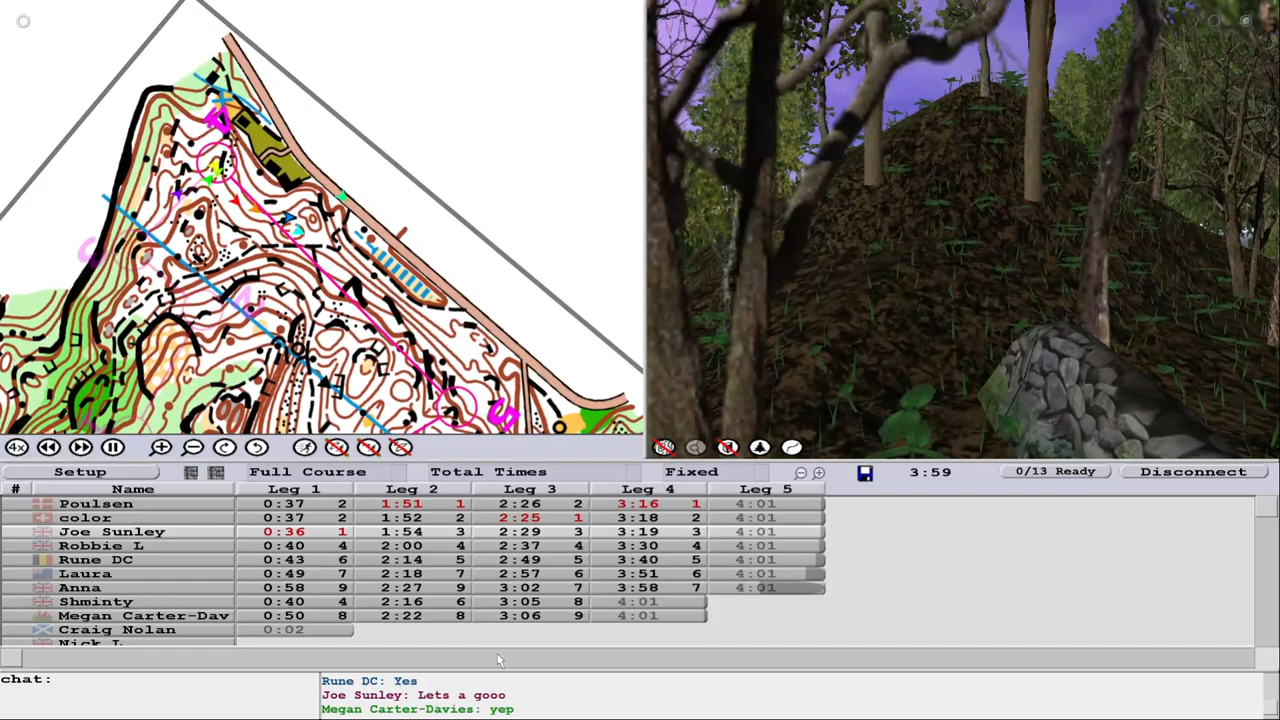 4
5
4x
Setup
Full Course
Total Times
Fixed
3:59
0/13 Ready
Disconnect
# Name Leg 1 Leg 2 Leg 3 Leg 4 Leg 5
Poulsen 0:37 2 1:51 1 2:26 2 3:16 1 4:01
color 0:37 2 1:52 2 2:25 1 3:18 2 4:01
Joe Sunley 0:36 1 1:54 3 2:29 3 3:19 3 4:01
Robbie L 0:40 4 2:00 4 2:37 4 3:30 4 4:01
Rune DC 0:43 6 2:14 5 2:49 5 3:40 5 4:01
Laura 0:49 7 2:18 7 2:57 6 3:51 6 4:01
Anna 0:58 9 2:27 9 3:02 7 3:58 7 4:01
Shminty 0:40 4 2:16 6 3:05 8 4:01
Megan Carter-Dav 0:50 8 2:22 8 3:06 9 4:01
Craig Nolan 0:02
Nick L
chat:
Rune DC: Yes
Joe Sunley: Lets a gooo
Megan Carter-Davies: yep